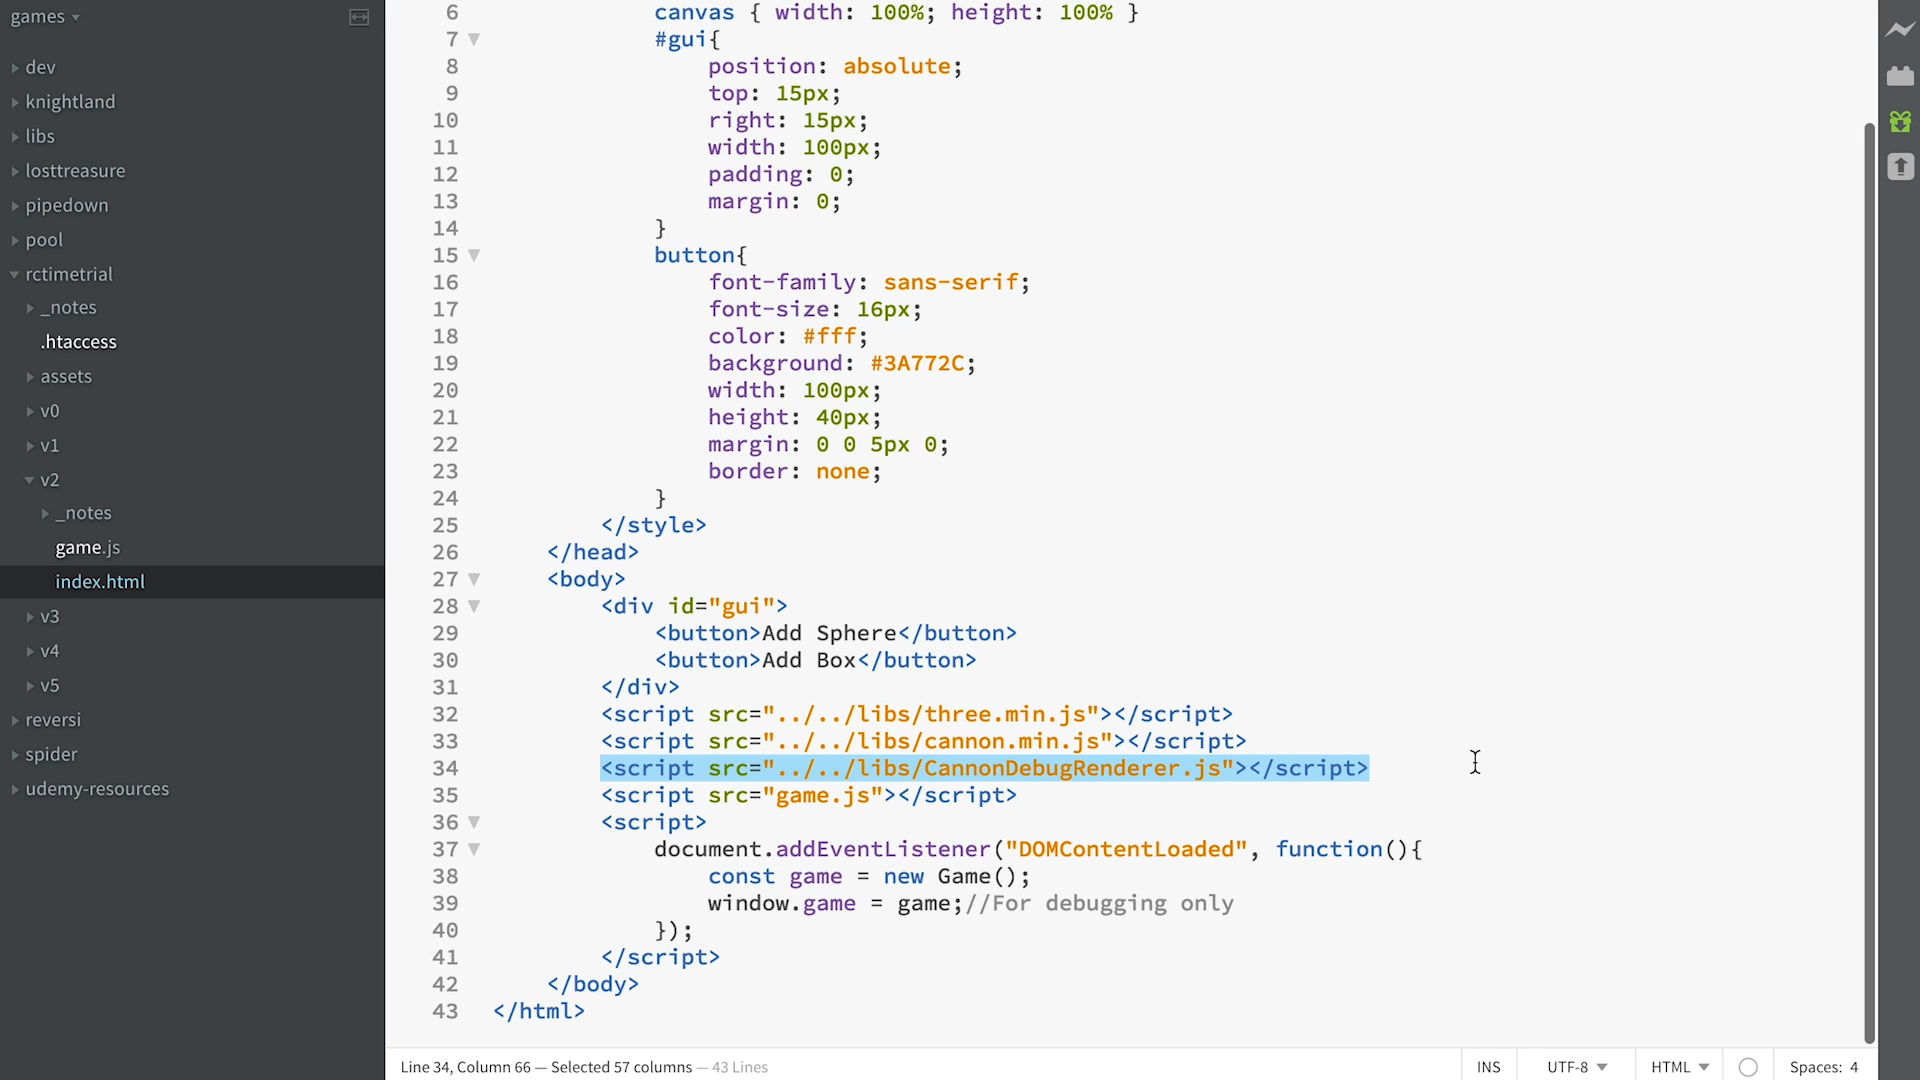 games
dev
knightland
libs
losttreasure
pipedown
pool
rctimetrial
_notes
.htaccess
assets
v0
v1
v2
_notes
game.js
index.html
v3
v4
v5
reversi
spider
udemy-resources
6 canvas { width: 100%; height: 100% }
7 #gui{
8 position: absolute;
9 top: 15px;
10 right: 15px;
11 width: 100px;
12 padding: 0;
13 margin: 0;
14 }
15 button{
16 font-family: sans-serif;
17 font-size: 16px;
18 color: #fff;
19 background: #3A772C;
20 width: 100px;
21 height: 40px;
22 margin: 0 0 5px 0;
23 border: none;
24 }
25 </style>
26 </head>
27 <body>
28 <div id="gui">
29 <button>Add Sphere</button>
30 <button>Add Box</button>
31 </div>
32 <script src="../../libs/three.min.js"></script>
33 <script src="../../libs/cannon.min.js"></script>
34 <script src="../../libs/CannonDebugRenderer.js"></script>
35 <script src="game.js"></script>
36 <script>
37 document.addEventListener("DOMContentLoaded", function(){
38 const game = new Game();
39 window.game = game;//For debugging only
40 });
41 </script>
42 </body>
43 </html>
Line 34, Column 66 — Selected 57 columns — 43 Lines
INS
UTF-8
HTML
Spaces: 4